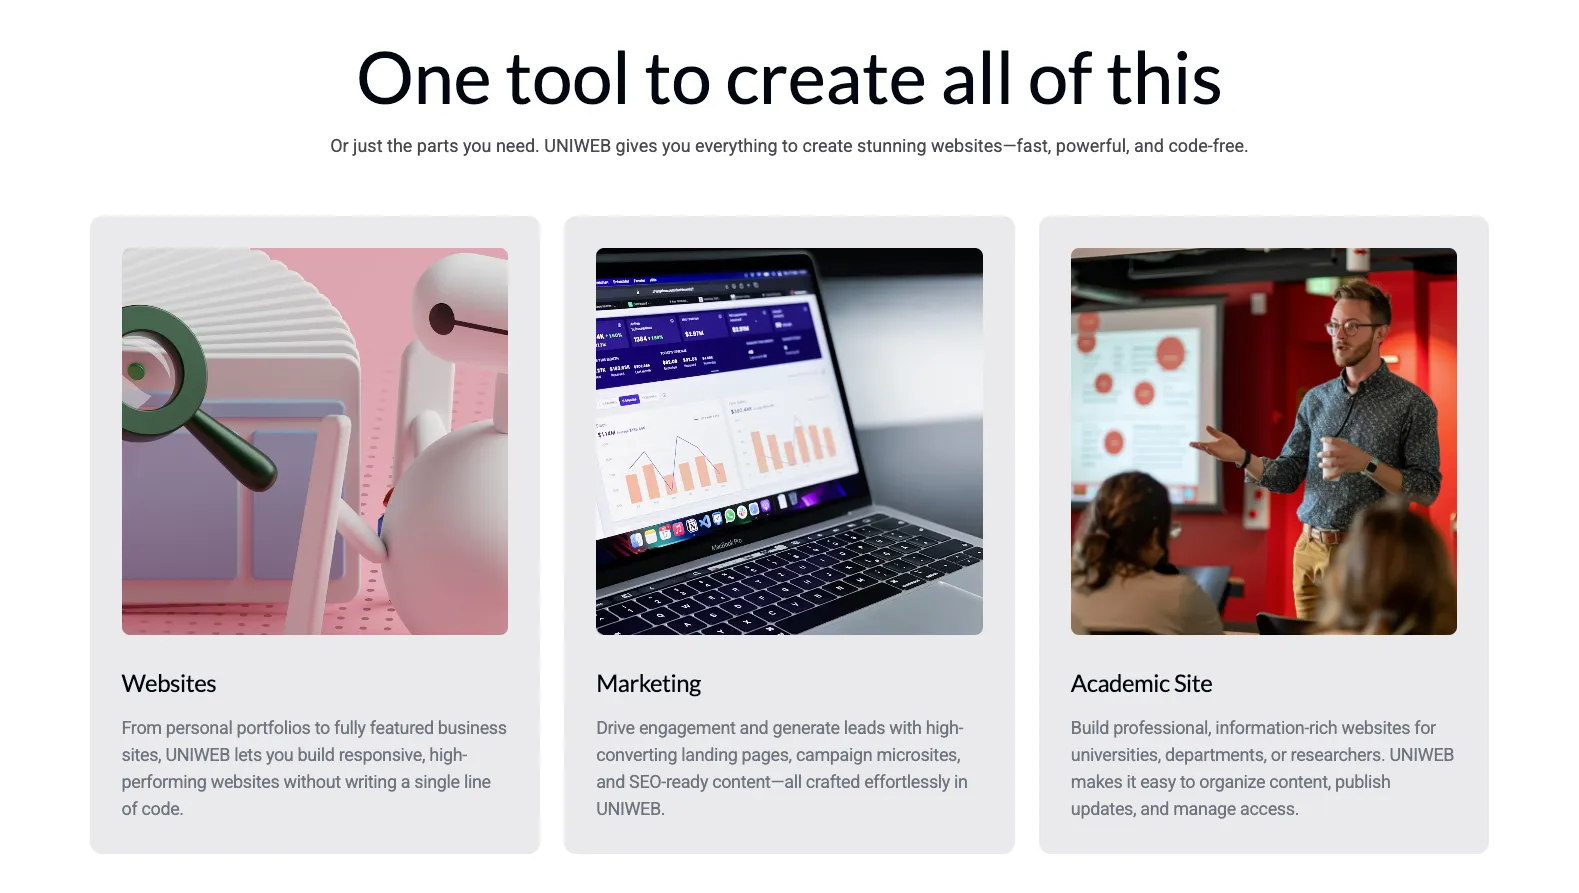 One tool to create all of this
Or just the parts you need. UNIWEB gives you everything to create stunning websites—fast, powerful, and code-free.
Websites
From personal portfolios to fully featured business
sites, UNIWEB lets you build responsive, high-
performing websites without writing a single line
of code.
MacBook Pro
Marketing
Drive engagement and generate leads with high-
converting landing pages, campaign microsites,
and SEO-ready content—all crafted effortlessly in
UNIWEB.
Academic Site
Build professional, information-rich websites for
universities, departments, or researchers. UNIWEB
makes it easy to organize content, publish
updates, and manage access.